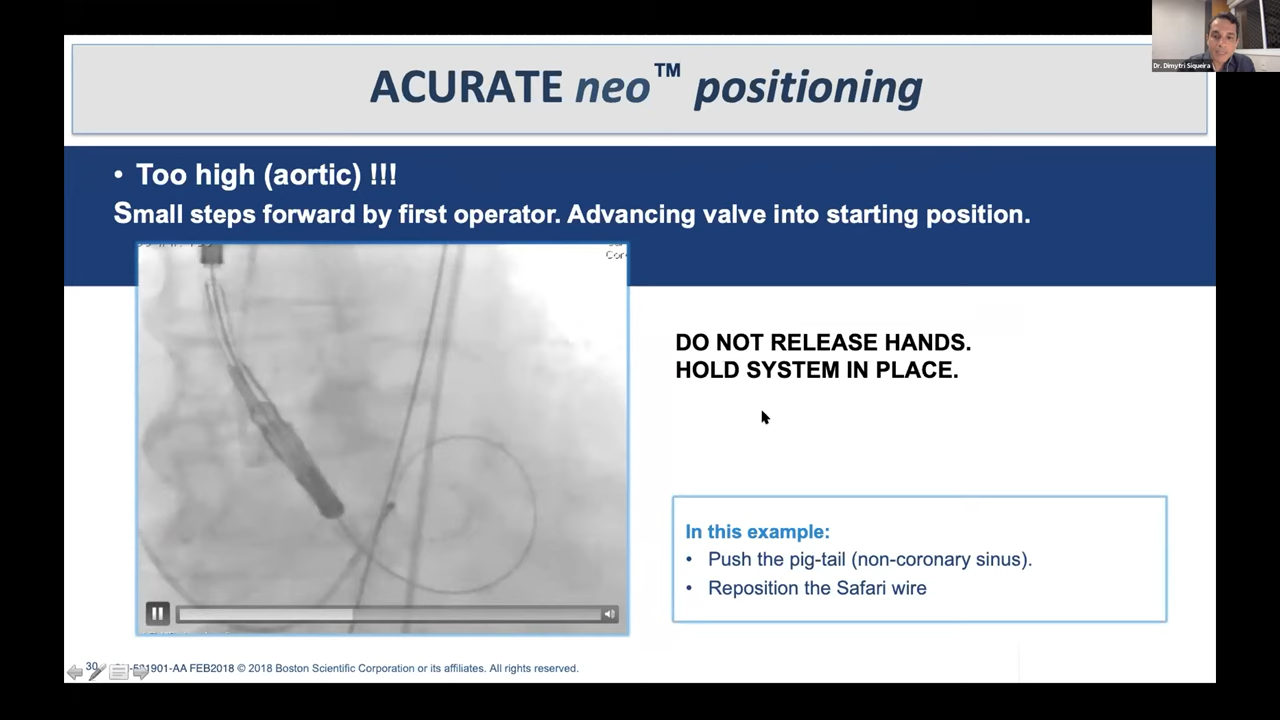 Dr. Dimytri Siqueira
ACURATE neo™ positioning
• Too high (aortic) !!!
Small steps forward by first operator. Advancing valve into starting position.
DO NOT RELEASE HANDS.
HOLD SYSTEM IN PLACE.
In this example:
• Push the pig-tail (non-coronary sinus).
• Reposition the Safari wire
30 1901-AA FEB2018 © 2018 Boston Scientific Corporation or its affiliates. All rights reserved.